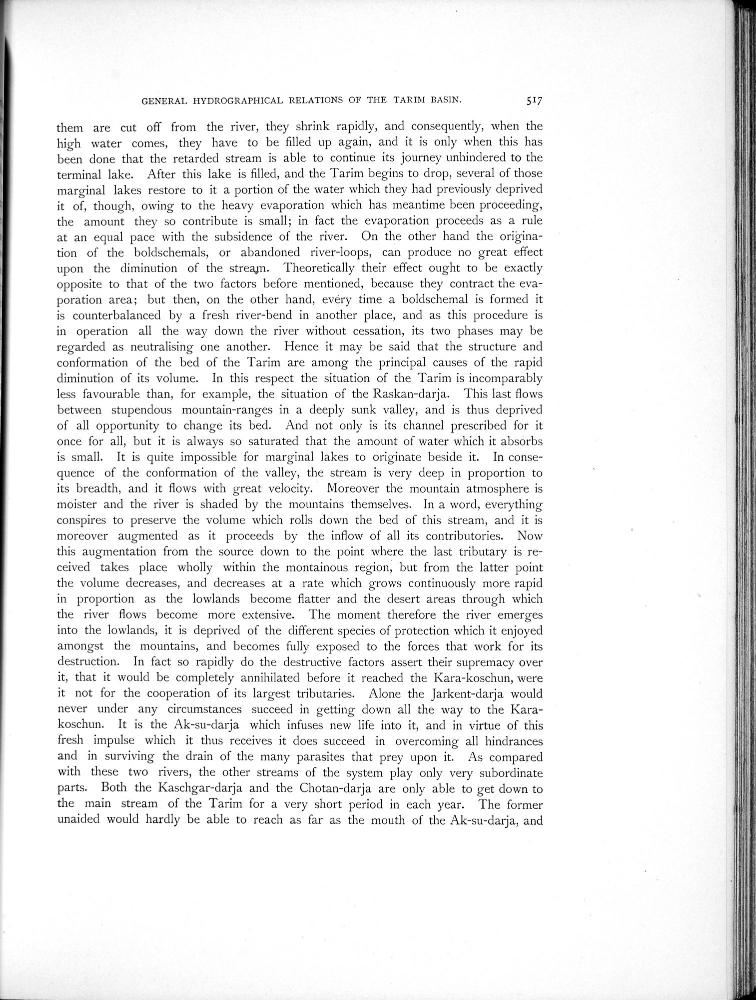 GENERAL HYDROGRAPHICAL RELATIONS OF THE TARIM BASIN. 517
them are cut off from the river, they shrink rapidly, and consequently, when the
high water comes, they have to be filled up again, and it is only when this has
been done that the retarded stream is able to continue its journey unhindered to the
terminal lake. After this lake is filled, and the Tarim begins to drop, several of those
marginal lakes restore to it a portion of the water which they had previously deprived
it of, though, owing to the heavy evaporation which has meantime been proceeding,
the amount they so contribute is small; in fact the evaporation proceeds as a rule
at an equal pace with the subsidence of the river. On the other hand the origina-
tion of the boldschemals, or abandoned river-loops, can produce no great effect
upon the diminution of the stream. Theoretically their effect ought to be exactly
opposite to that of the two factors before mentioned, because they contract the eva-
poration area; but then, on the other hand, every time a boldschemal is formed it
is counterbalanced by a fresh river-bend in another place, and as this procedure is
in operation all the way down the river without cessation, its two phases may be
regarded as neutralising one another. Hence it may be said that the structure and
conformation of the bed of the Tarim are among the principal causes of the rapid
diminution of its volume. In this respect the situation of the Tarim is incomparably
less favourable than, for example, the situation of the Raskan-darja. This last flows
between stupendous mountain-ranges in a deeply sunk valley, and is thus deprived
of all opportunity to change its bed. And not only is its channel prescribed for it
once for all, but it is always so saturated that the amount of water which it absorbs
is small. It is quite impossible for marginal lakes to originate beside it. In conse-
quence of the conformation of the valley, the stream is very deep in proportion to
its breadth, and it flows with great velocity. Moreover the mountain atmosphere is
moister and the river is shaded by the mountains themselves. In a word, everything
conspires to preserve the volume which rolls down the bed of this stream, and it is
moreover augmented as it proceeds by the inflow of all its contributories. Now
this augmentation from the source down to the point where the last tributary is re-
ceived takes place wholly within the montainous region, but from the latter point
the volume decreases, and decreases at a rate which grows continuously more rapid
in proportion as the lowlands become flatter and the desert areas through which
the river flows become more extensive. The moment therefore the river emerges
into the lowlands, it is deprived of the different species of protection which it enjoyed
amongst the mountains, and becomes fully exposed to the forces that work for its
destruction. In fact so rapidly do the destructive factors assert their supremacy over
it, that it would be completely annihilated before it reached the Kara-koschun, were
it not for the cooperation of its largest tributaries. Alone the Jarkent-darja would
never under any circumstances succeed in getting down all the way to the Kara-
koschun. It is the Ak-su-darja which infuses new life into it, and in virtue of this
fresh impulse which it thus receives it does succeed in overcoming all hindrances
and in surviving the drain of the many parasites that prey upon it. As compared
with these two rivers, the other streams of the system play only very subordinate
parts. Both the Kaschgar-darja and the Chotan-darja are only able to get down to
the main stream of the Tarim for a very short period in each year. The former
unaided would hardly be able to reach as far as the mouth of the Ak-su-darja, and